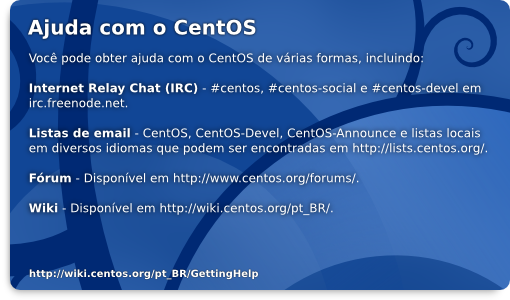 Ajuda com o CentOS
Você pode obter ajuda com o CentOS de várias formas, incluindo:
Internet Relay Chat (IRC) - #centos, #centos-social e #centos-devel em
irc.freenode.net.
Listas de email - CentOS, CentOS-Devel, CentOS-Announce e listas locais
em diversos idiomas que podem ser encontradas em http://lists.centos.org/.
Fórum - Disponível em http://www.centos.org/forums/.
Wiki - Disponível em http://wiki.centos.org/pt_BR/.
http://wiki.centos.org/pt_BR/GettingHelp